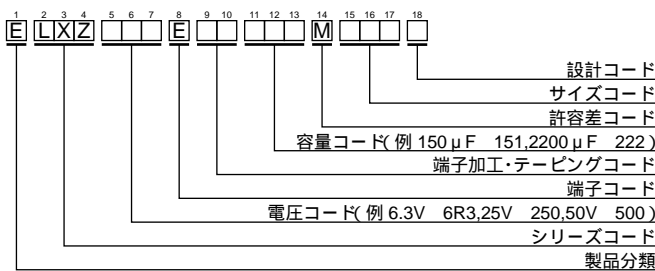 1 2 3 4 5 6 7 8 9 10 11 12 13 14 15 16 17 18
E L X Z E M
設計コード
サイズコード
許容差コード
容量コード(例 150μF 151,2200μF 222)
端子加工・テーピングコード
端子コード
電圧コード(例 6.3V 6R3,25V 250,50V 500)
シリーズコード
製品分類